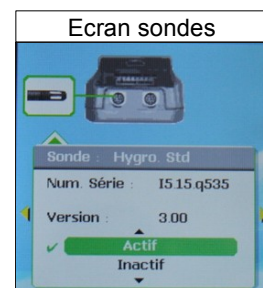 Ecran sondes
Sonde : Hygro. Std
Num. Série : I5.15.q535
Version : 3.00
Actif
Inactif